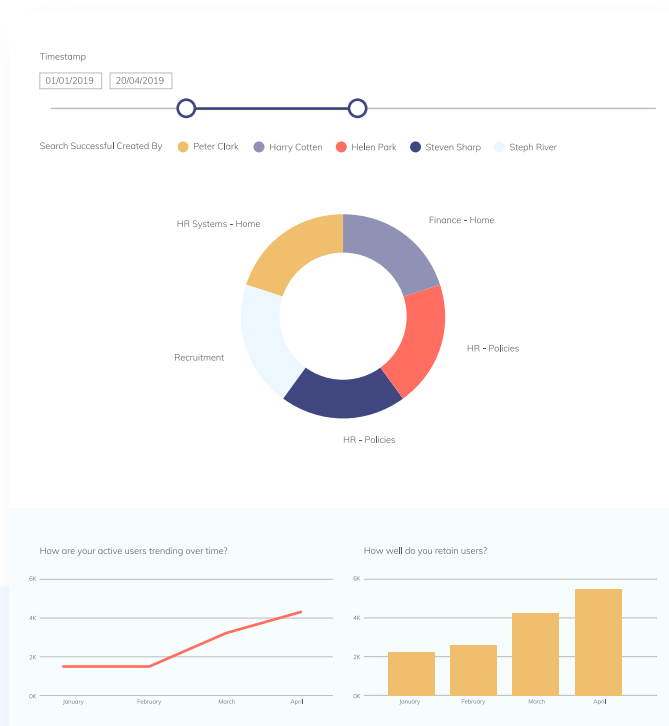 Timestamp
01/01/2019 20/04/2019
Search Successful Created By Peter Clark Harry Cotten Helen Park Steven Sharp Steph River
HR Systems - Home
Finance - Home
HR - Policies
Recruitment
HR - Policies
How are your active users trending over time?
6K
4K
2K
0K
January February March April
How well do you retain users?
6K
4K
2K
0K
January February March April